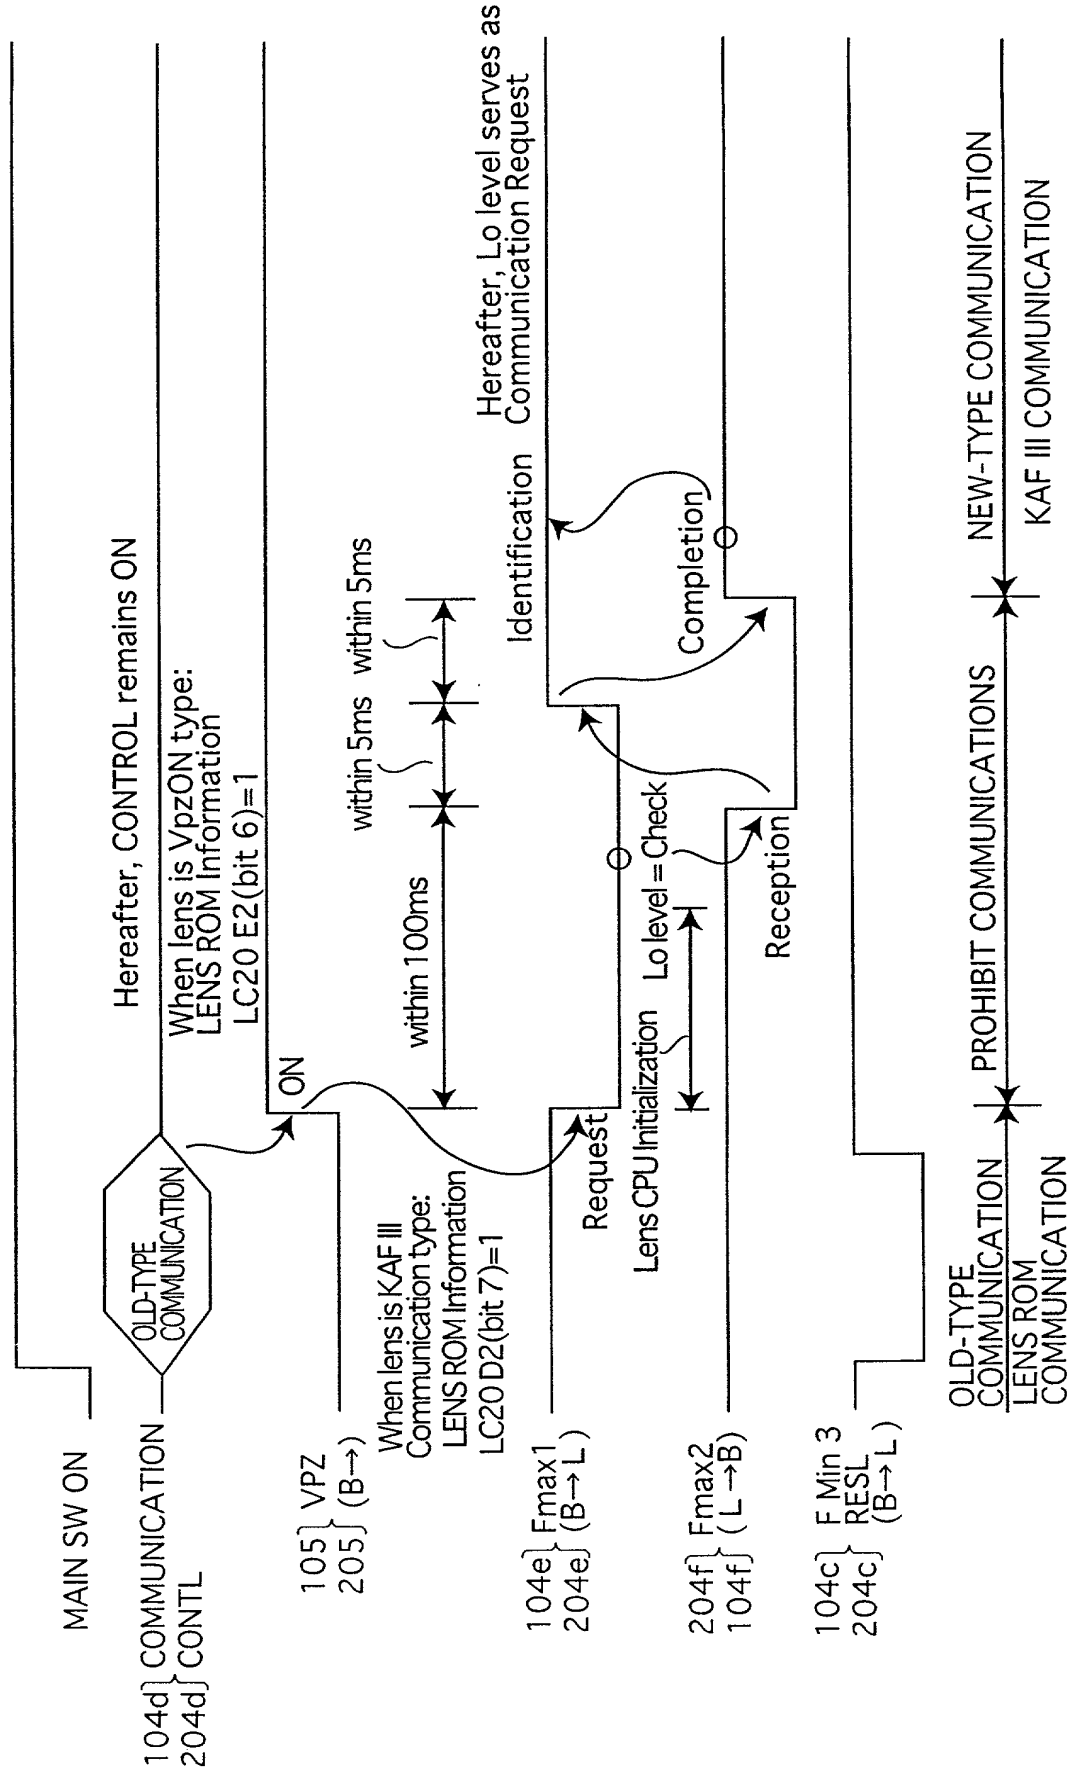 MAIN SW ON
104d
204d
COMMUNICATION
CONTL
OLD-TYPE
COMMUNICATION
Hereafter, CONTROL remains ON
When lens is VpzON type:
LENS ROM Information
LC20 E2(bit 6)=1
105
205
VPZ
(B→)
ON
When lens is KAF III
Communication type:
LENS ROM Information
LC20 D2(bit 7)=1
within 100ms
within 5ms
within 5ms
104e
204e
Fmax1
(B→L)
Request
Identification
Hereafter, Lo level serves as
Communication Request
Lens CPU Initialization
Lo level = Check
204f
104f
Fmax2
(L→B)
Reception
Completion
104c
204c
F Min 3
RESL
(B→L)
OLD-TYPE
COMMUNICATION
LENS ROM
COMMUNICATION
PROHIBIT COMMUNICATIONS
NEW-TYPE COMMUNICATION
KAF III COMMUNICATION